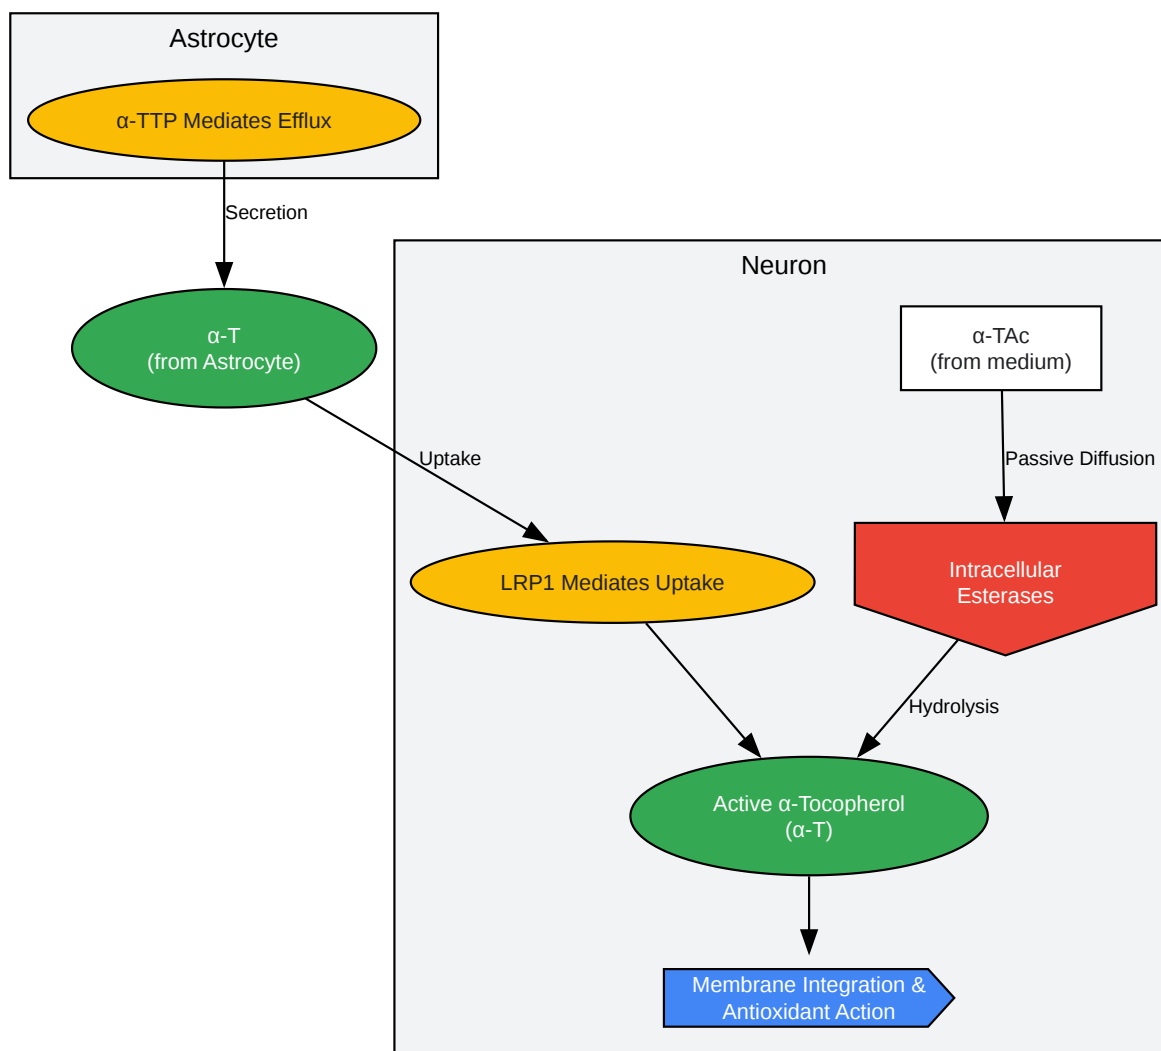 Astrocyte
α-TTP Mediates Efflux
Secretion
α-T
(from Astrocyte)
Neuron
α-TAc
(from medium)
Uptake
Passive Diffusion
LRP1 Mediates Uptake
Intracellular
Esterases
Hydrolysis
Active α-Tocopherol
(α-T)
Membrane Integration &
Antioxidant Action